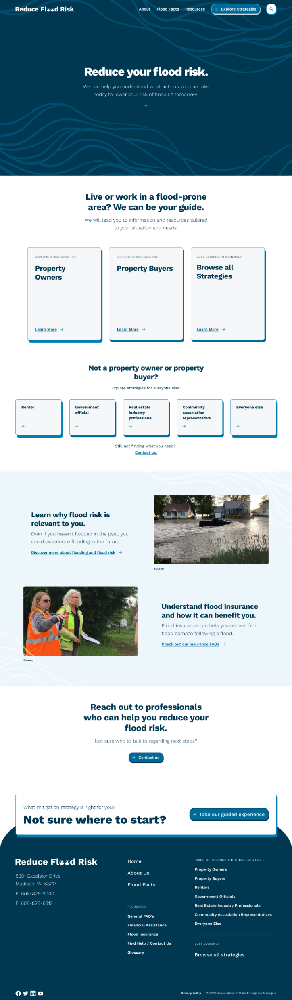 Reduce Flood Risk
About Flood Facts Resources → Explore Strategies
Reduce your flood risk.
We can help you understand what actions you can take
today to lower your risk of flooding tomorrow.
↓
Live or work in a flood-prone
area? We can be your guide.
We will lead you to information and resources tailored
to your situation and needs.
EXPLORE STRATEGIES FOR
Property
Owners
Learn More →
EXPLORE STRATEGIES FOR
Property Buyers
Learn More →
JUST LOOKING IN GENERAL?
Browse all
Strategies
Learn More →
Not a property owner or property
buyer?
Explore strategies for everyone else:
Renter
→
Government
official
→
Real estate
industry
professional
→
Community
association
representative
→
Everyone else
→
Still not finding what you need?
Contact us.
Learn why flood risk is
relevant to you.
Even if you haven’t flooded in the past, you
could experience flooding in the future.
Discover more about flooding and flood risk →
Source
Source
Understand flood insurance
and how it can benefit you.
Flood insurance can help you recover from
flood damage following a flood.
Check out our insurance FAQs →
Reach out to professionals
who can help you reduce your
flood risk.
Not sure who to talk to regarding next steps?
→ Contact us
What mitigation strategy is right for you?
Not sure where to start?
→ Take our guided experience
Reduce Flood Risk
8301 Excelsior Drive
Madison, WI 53717
P: 608-828-3000
F: 608-828-6319
Home
About Us
Flood Facts
RESOURCES
General FAQ’s
Financial Assistance
Flood Insurance
Find Help / Contact Us
Glossary
GUIDE ME THROUGH THE STRATEGIES FOR...
Property Owners
Property Buyers
Renters
Government Officials
Real Estate Industry Professionals
Community Association Representatives
Everyone Else
JUST LOOKING?
Browse all strategies
Privacy Policy © 2022 Association of State Floodplain Managers